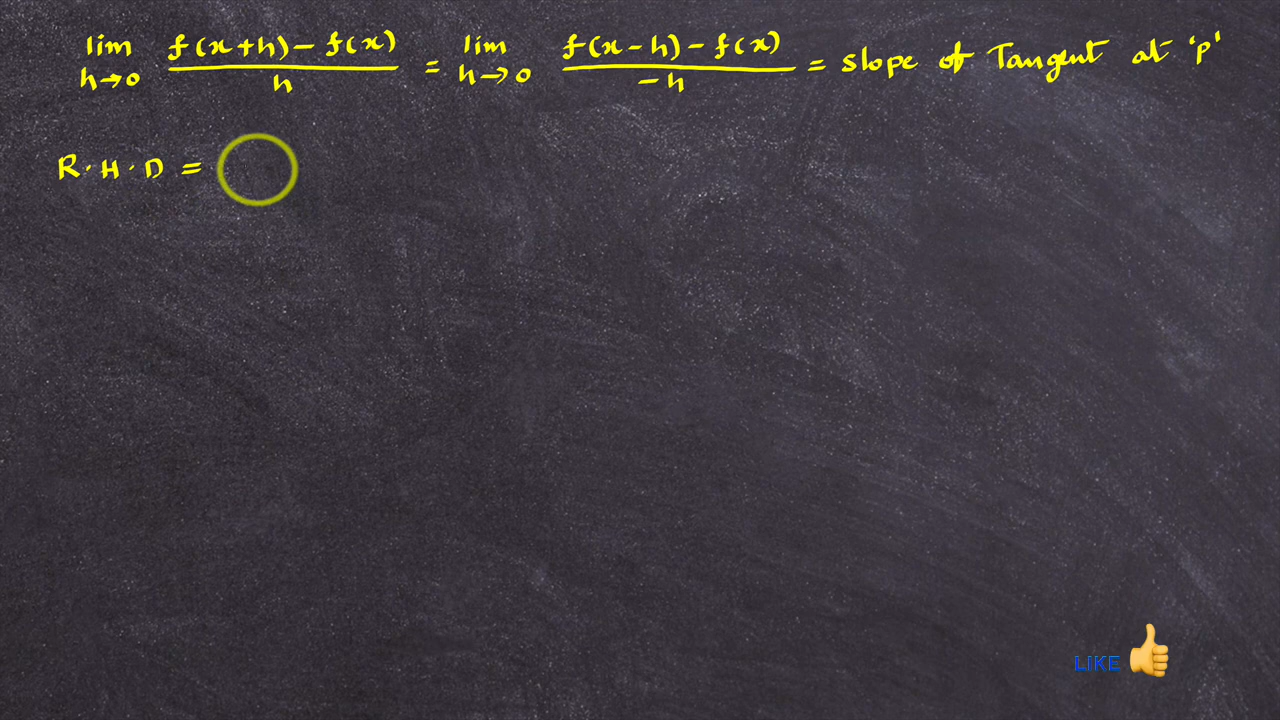 lim h→0 f(x+h) − f(x) / h = lim h→0 f(x−h) − f(x) / −h = slope of Tangent at 'p'
R.H.D =
LIKE